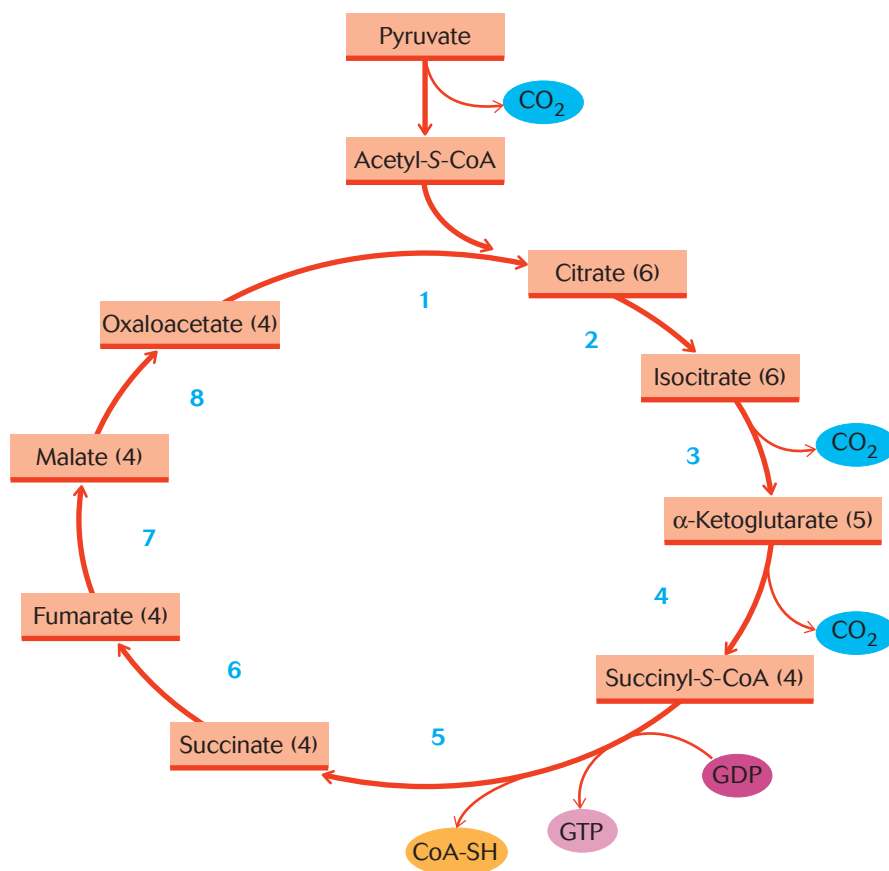 Pyruvate
CO2
Acetyl-S-CoA
Citrate (6)
1
Oxaloacetate (4)
2
Isocitrate (6)
8
Malate (4)
3
CO2
α-Ketoglutarate (5)
7
Fumarate (4)
4
CO2
6
Succinyl-S-CoA (4)
Succinate (4)
5
GDP
GTP
CoA-SH